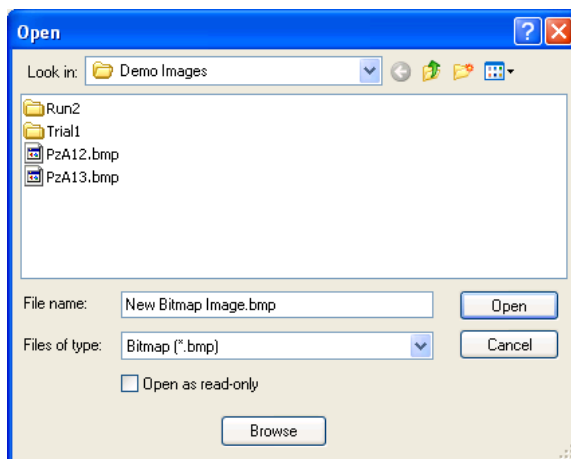 Open
Look in: Demo Images
Run2
Trial1
PzA12.bmp
PzA13.bmp
File name: New Bitmap Image.bmp Open
Files of type: Bitmap (*.bmp) Cancel
Open as read-only
Browse